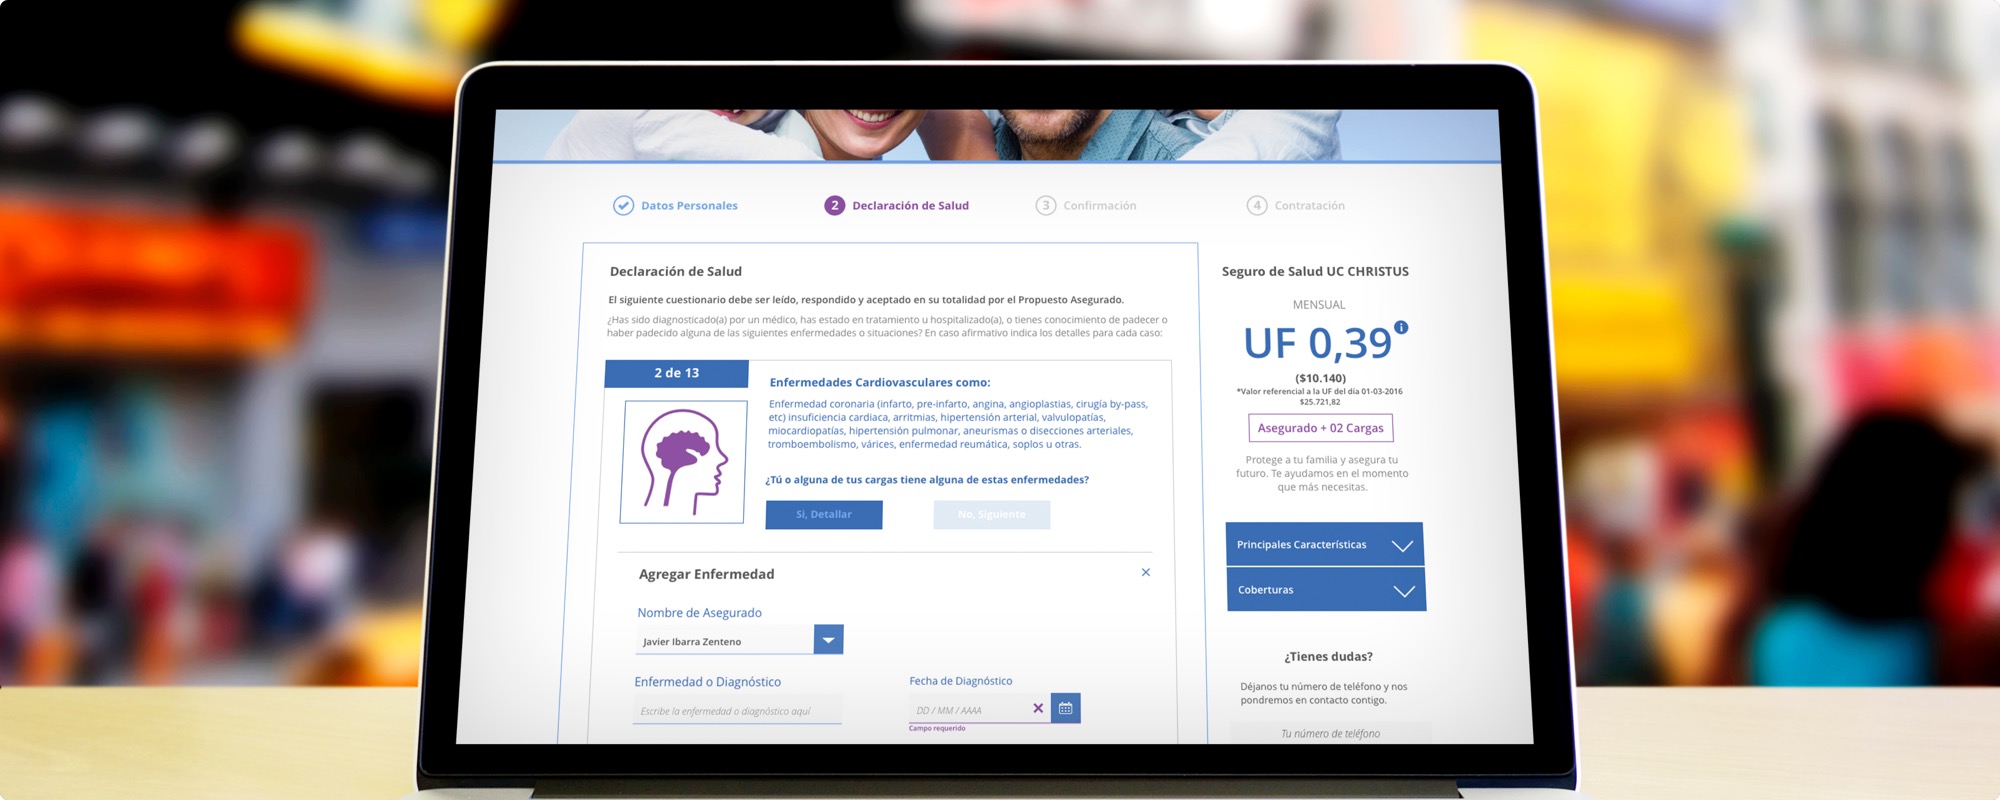 Datos Personales
2 Declaración de Salud
3 Confirmación
4 Contratación
Declaración de Salud
El siguiente cuestionario debe ser leído, respondido y aceptado en su totalidad por el Propuesto Asegurado.
¿Has sido diagnosticado(a) por un médico, has estado en tratamiento u hospitalizado(a), o tienes conocimiento de padecer o
haber padecido alguna de las siguientes enfermedades o situaciones? En caso afirmativo indica los detalles para cada caso:
2 de 13
Enfermedades Cardiovasculares como:
Enfermedad coronaria (infarto, pre-infarto, angina, angioplastias, cirugía by-pass,
etc) insuficiencia cardiaca, arritmias, hipertensión arterial, valvulopatías,
miocardiopatías, hipertensión pulmonar, aneurismas o disecciones arteriales,
tromboembolismo, várices, enfermedad reumática, soplos u otras.
¿Tú o alguna de tus cargas tiene alguna de estas enfermedades?
Si, Detallar
No, Siguiente
Agregar Enfermedad
Nombre de Asegurado
Javier Ibarra Zenteno
Enfermedad o Diagnóstico
Escribe la enfermedad o diagnóstico aquí
Fecha de Diagnóstico
DD / MM / AAAA
Campo requerido
Seguro de Salud UC CHRISTUS
MENSUAL
UF 0,39 i
($10.140)
*Valor referencial a la UF del día 01-03-2016
$25.721,82
Asegurado + 02 Cargas
Protege a tu familia y asegura tu
futuro. Te ayudamos en el momento
que más necesitas.
Principales Características
Coberturas
¿Tienes dudas?
Déjanos tu número de teléfono y nos
pondremos en contacto contigo.
Tu número de teléfono